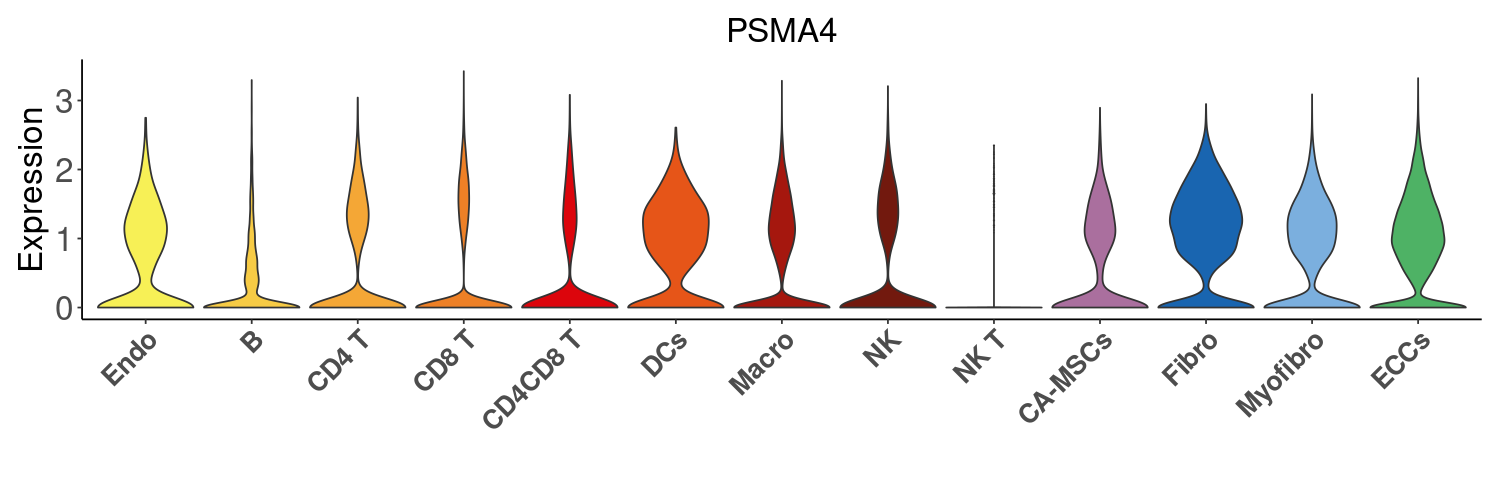 PSMA4
Expression
3
2
1
0
Endo
B
CD4 T
CD8 T
CD4CD8 T
DCs
Macro
NK
NK T
CA-MSCs
Fibro
Myofibro
ECCs